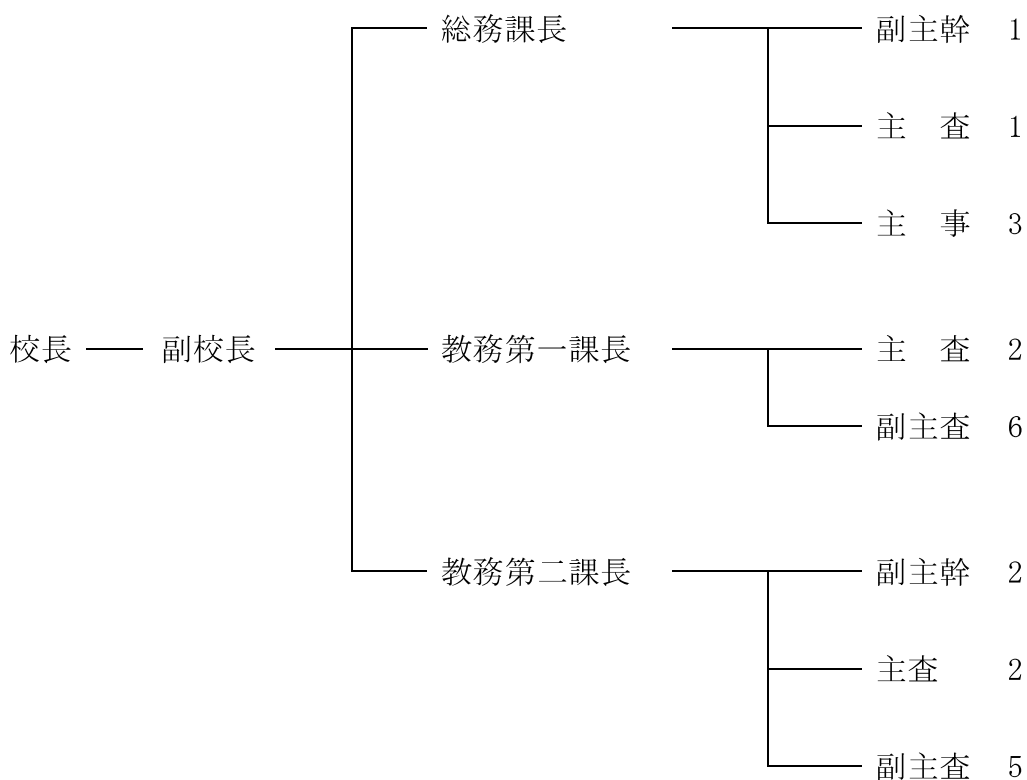 総務課長 副主幹 1
主 査 1
主 事 3
校長 副校長 教務第一課長 主 査 2
副主査 6
教務第二課長 副主幹 2
主査 2
副主査 5